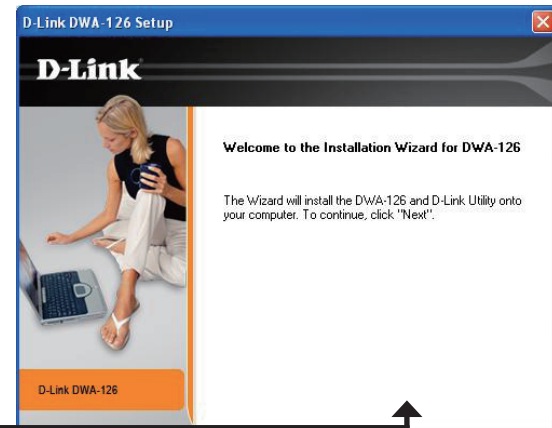 D-Link DWA-126 Setup
D-Link
Welcome to the Installation Wizard for DWA-126
The Wizard will install the DWA-126 and D-Link Utility onto
your computer. To continue, click "Next".
D-Link DWA-126